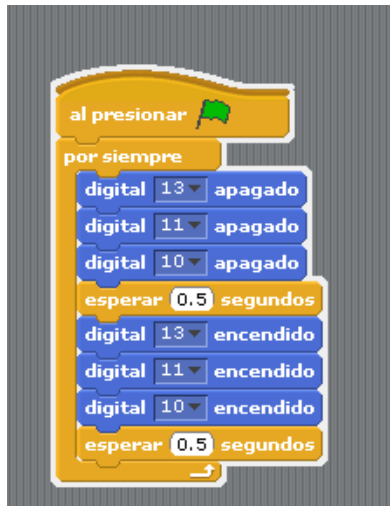 al presionar
por siempre
digital 13 apagado
digital 11 apagado
digital 10 apagado
esperar 0.5 segundos
digital 13 encendido
digital 11 encendido
digital 10 encendido
esperar 0.5 segundos